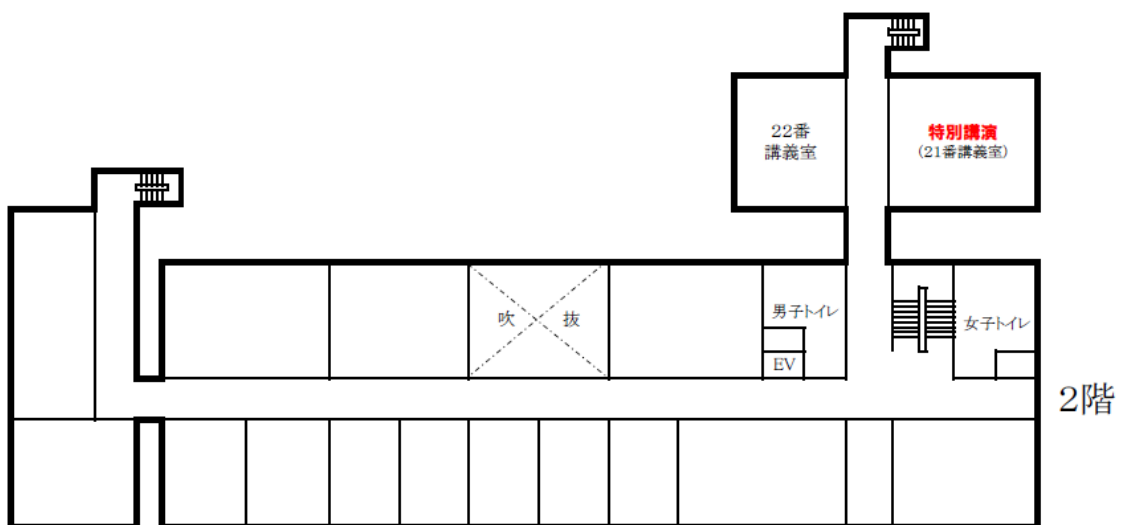 22番
講義室
特別講演
(21番講義室)
吹 抜
男子トイレ
EV
女子トイレ
2階